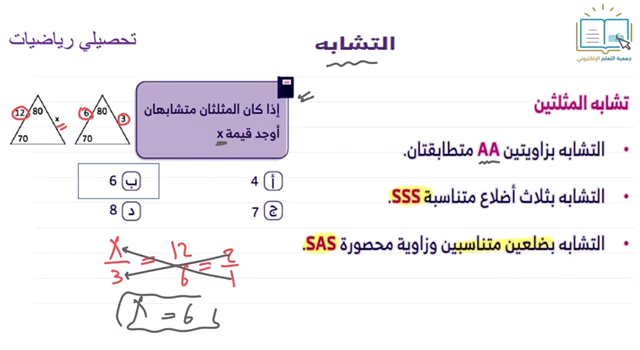 تحصيلي رياضيات
التشابه
جمعية التعلم الإلكتروني
تشابه المثلثين
• التشابه بزاويتين AA متطابقتان.
• التشابه بثلاث أضلاع متناسبة SSS.
• التشابه بضلعين متناسبين وزاوية محصورة SAS.
إذا كان المثلثان متشابهان
أوجد قيمة x
12 80 x
70
6 80 3
70
أ 4
ب 6
ج 7
د 8
x/3 = 12/6 = 2/1
x = 6